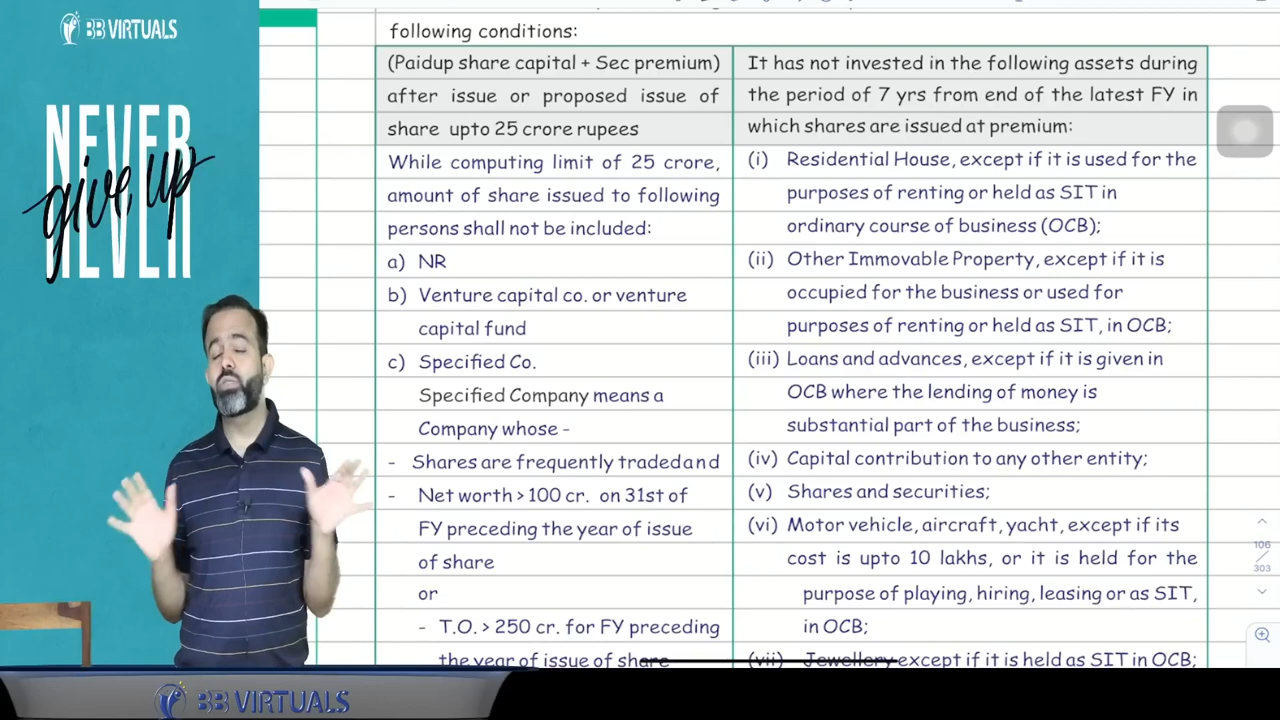 BB VIRTUALS
NEVER
give up
NEVER
following conditions:
(Paidup share capital + Sec premium)
after issue or proposed issue of
share upto 25 crore rupees
While computing limit of 25 crore,
amount of share issued to following
persons shall not be included:
a) NR
b) Venture capital co. or venture
capital fund
c) Specified Co.
Specified Company means a
Company whose -
- Shares are frequently traded and
- Net worth > 100 cr. on 31st of
FY preceding the year of issue
of share
or
- T.O. > 250 cr. for FY preceding
the year of issue of share
It has not invested in the following assets during
the period of 7 yrs from end of the latest FY in
which shares are issued at premium:
(i) Residential House, except if it is used for the
purposes of renting or held as SIT in
ordinary course of business (OCB);
(ii) Other Immovable Property, except if it is
occupied for the business or used for
purposes of renting or held as SIT, in OCB;
(iii) Loans and advances, except if it is given in
OCB where the lending of money is
substantial part of the business;
(iv) Capital contribution to any other entity;
(v) Shares and securities;
(vi) Motor vehicle, aircraft, yacht, except if its
cost is upto 10 lakhs, or it is held for the
purpose of playing, hiring, leasing or as SIT,
in OCB;
(vii) Jewellery except if it is held as SIT in OCB;
106
303
BB VIRTUALS